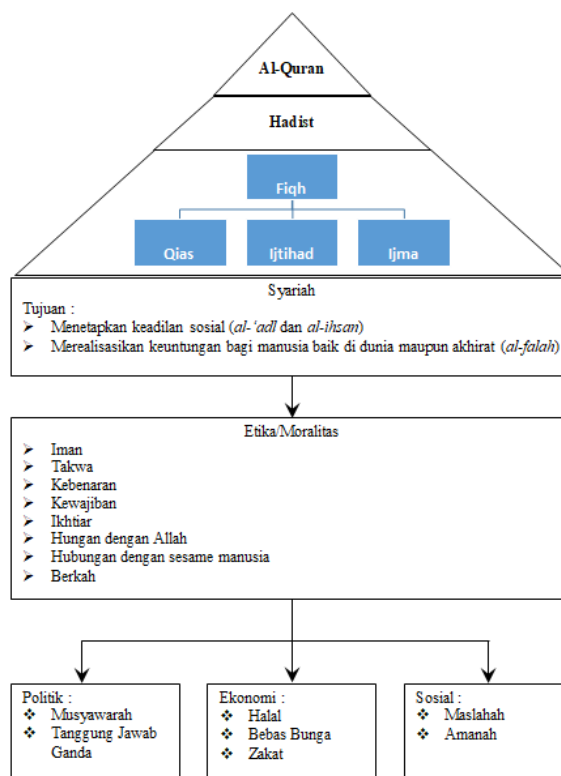 Al-Quran
Hadist
Fiqh
Qias
Ijtihad
Ijma
Syariah
Tujuan :
➢ Menetapkan keadilan sosial (al-'adl dan al-ihsan)
➢ Merealisasikan keuntungan bagi manusia baik di dunia maupun akhirat (al-falah)
Etika/Moralitas
➢ Iman
➢ Takwa
➢ Kebenaran
➢ Kewajiban
➢ Ikhtiar
➢ Hungan dengan Allah
➢ Hubungan dengan sesame manusia
➢ Berkah
Politik :
❖ Musyawarah
❖ Tanggung Jawab
Ganda
Ekonomi :
❖ Halal
❖ Bebas Bunga
❖ Zakat
Sosial :
❖ Maslahah
❖ Amanah